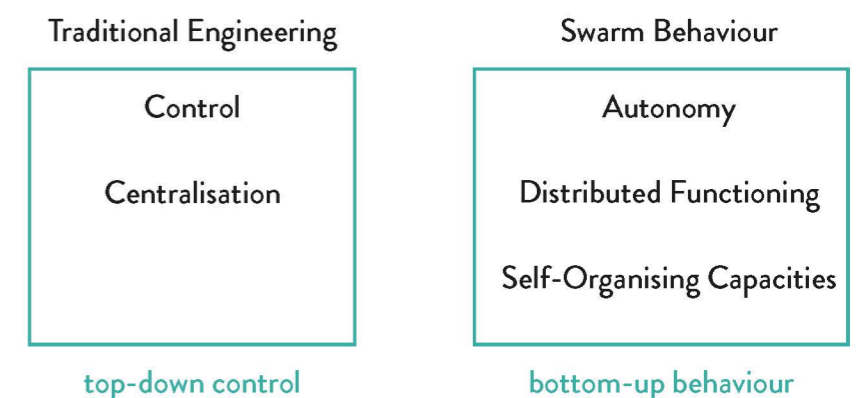 Traditional Engineering
Control
Centralisation
top-down control
Swarm Behaviour
Autonomy
Distributed Functioning
Self-Organising Capacities
bottom-up behaviour